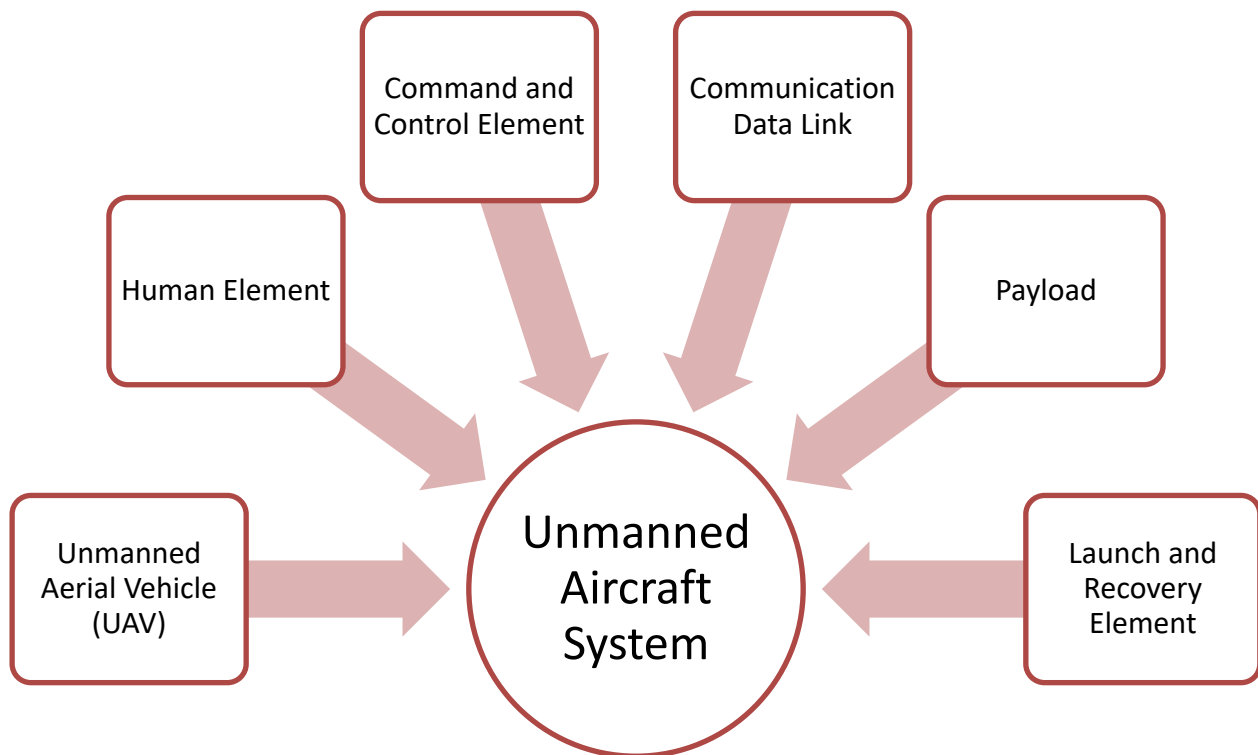 Command and
Control Element
Communication
Data Link
Human Element
Payload
Unmanned
Aerial Vehicle
(UAV)
Unmanned
Aircraft
System
Launch and
Recovery
Element